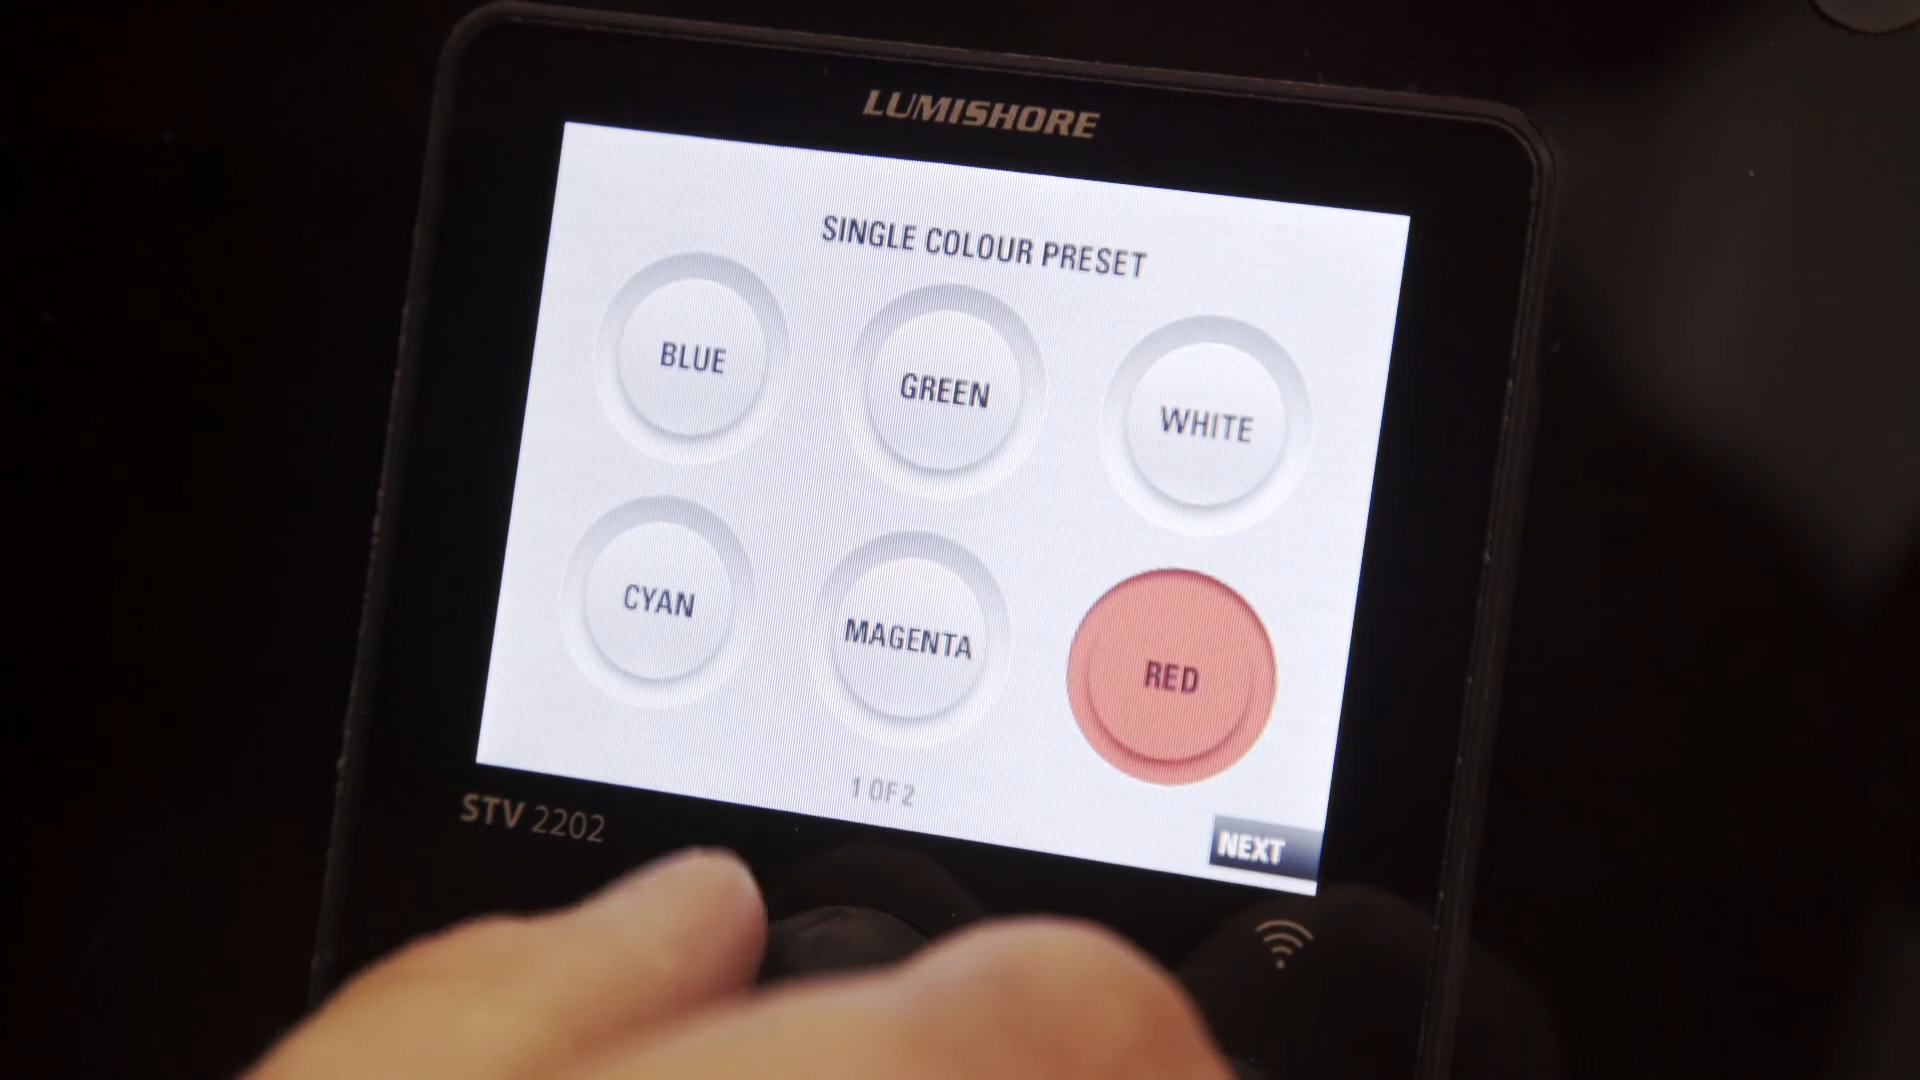 LUMISHORE
SINGLE COLOUR PRESET
BLUE
GREEN
WHITE
CYAN
MAGENTA
RED
1 OF 2
NEXT
STV 2202